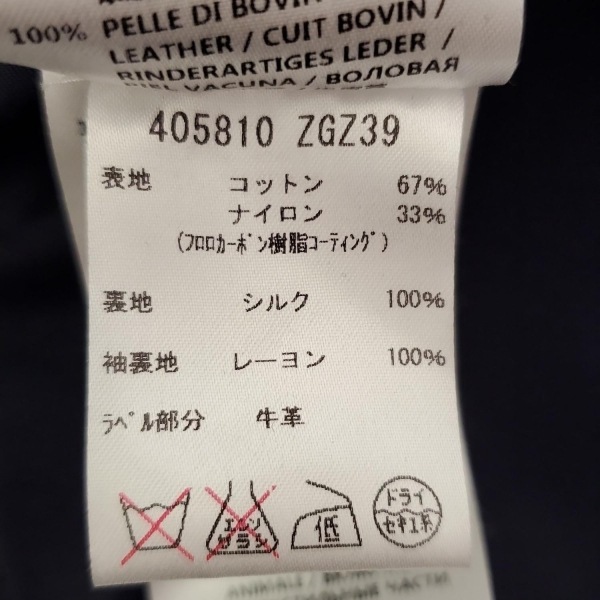 100% PELLE DI BOVIN
LEATHER / CUIT BOVIN /
RINDERARTIGES LEDER /
PIEL VACUNA / ВОЛОВАЯ
405810 ZGZ39
表地 コットン 67%
ナイロン 33%
(フロロカーボン樹脂コーティング)
裏地 シルク 100%
袖裏地 レーヨン 100%
ラベル部分 牛革
エンソ
サラシ
低
ドライ
セキユ系